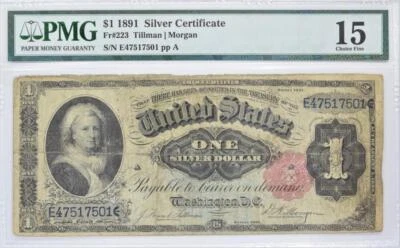 PMG
PAPER MONEY GUARANTY
$1 1891 Silver Certificate
Fr#223 Tillman | Morgan
S/N E47517501 pp A
15
Choice Fine
E47517501
United States
ONE
SILVER DOLLAR
1
Payable to bearer on demand
Washington, D.C.
E47517501